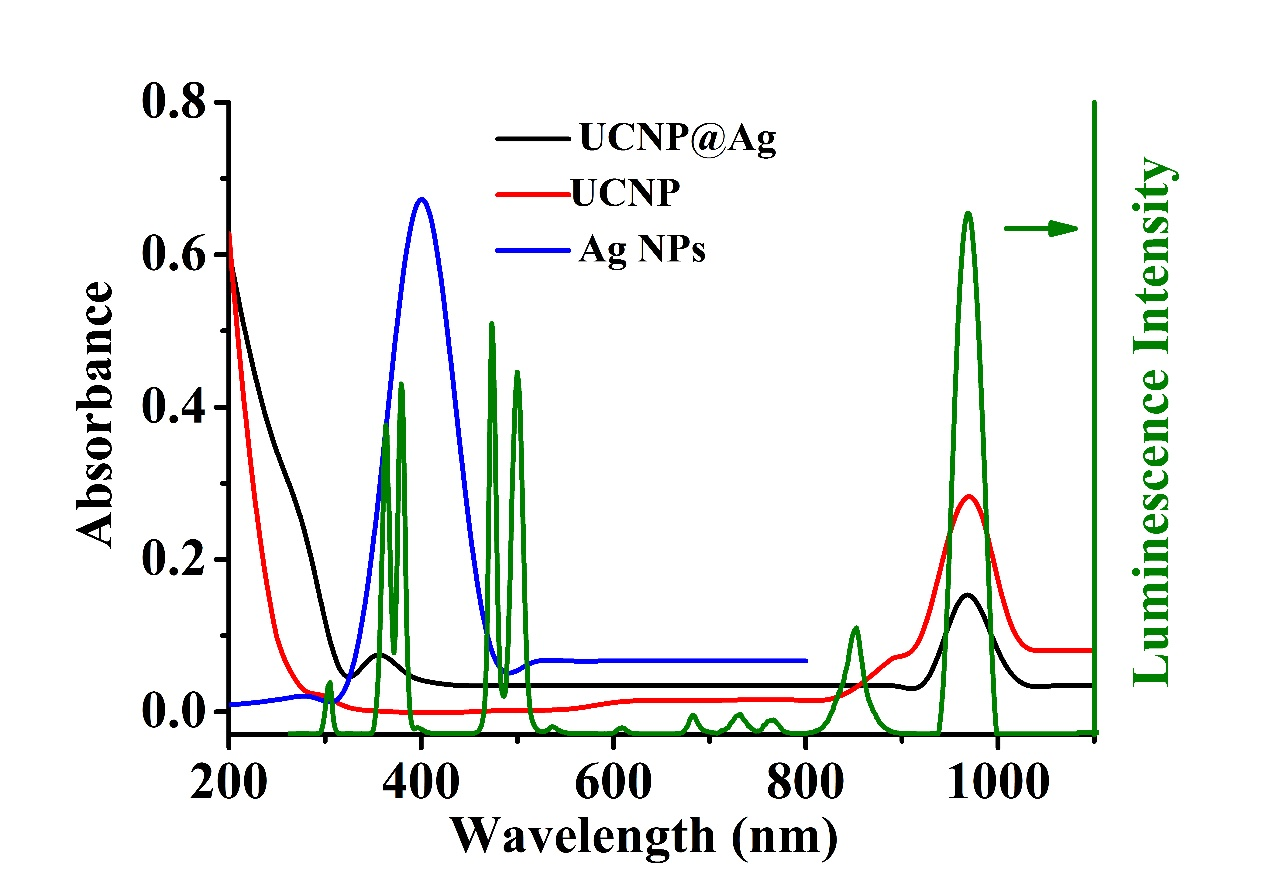 0.8
0.6
0.4
0.2
0.0
Absorbance
UCNP@Ag
UCNP
Ag NPs
Luminescence Intensity
200 400 600 800 1000
Wavelength (nm)